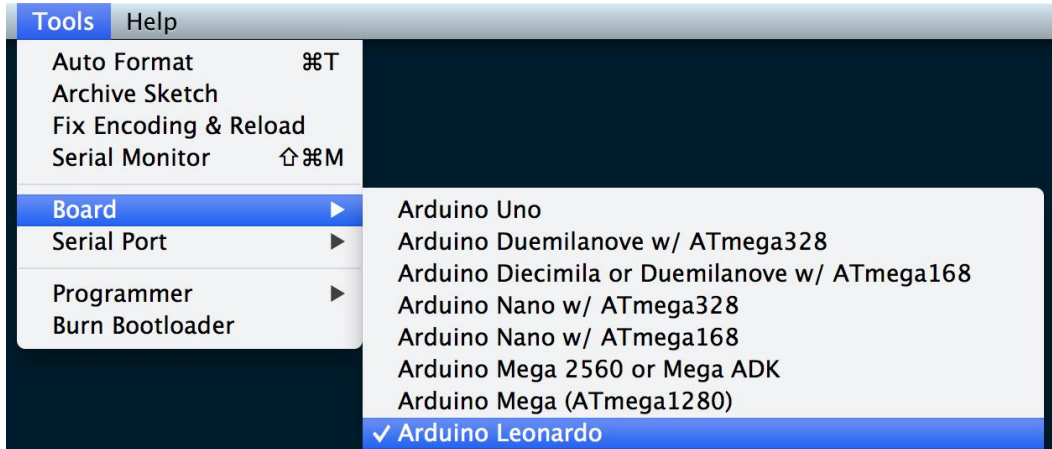 Tools Help
Auto Format ⌘T
Archive Sketch
Fix Encoding & Reload
Serial Monitor ⇧⌘M
Board ▶
Serial Port ▶
Programmer ▶
Burn Bootloader
Arduino Uno
Arduino Duemilanove w/ ATmega328
Arduino Diecimila or Duemilanove w/ ATmega168
Arduino Nano w/ ATmega328
Arduino Nano w/ ATmega168
Arduino Mega 2560 or Mega ADK
Arduino Mega (ATmega1280)
✓ Arduino Leonardo